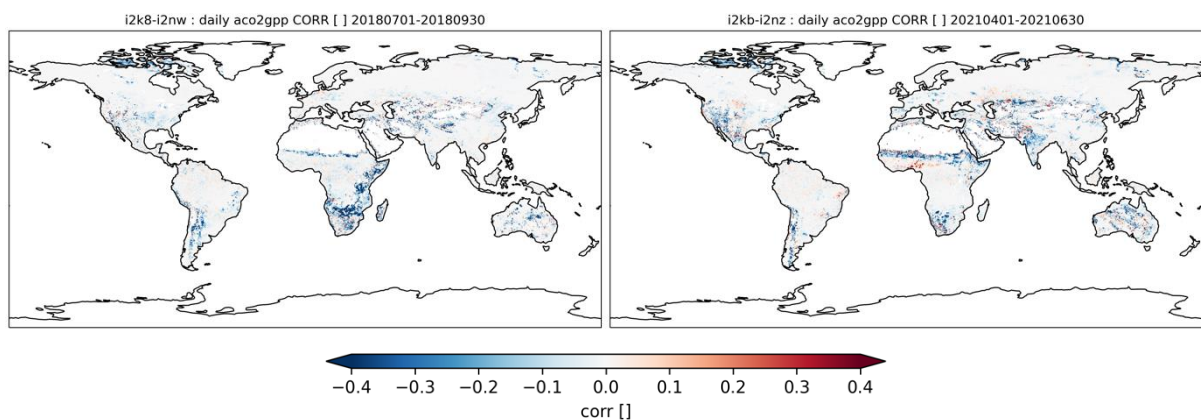 i2k8-i2nw : daily aco2gpp CORR [ ] 20180701-20180930
i2kb-i2nz : daily aco2gpp CORR [ ] 20210401-20210630
−0.4 −0.3 −0.2 −0.1 0.0 0.1 0.2 0.3 0.4
corr []